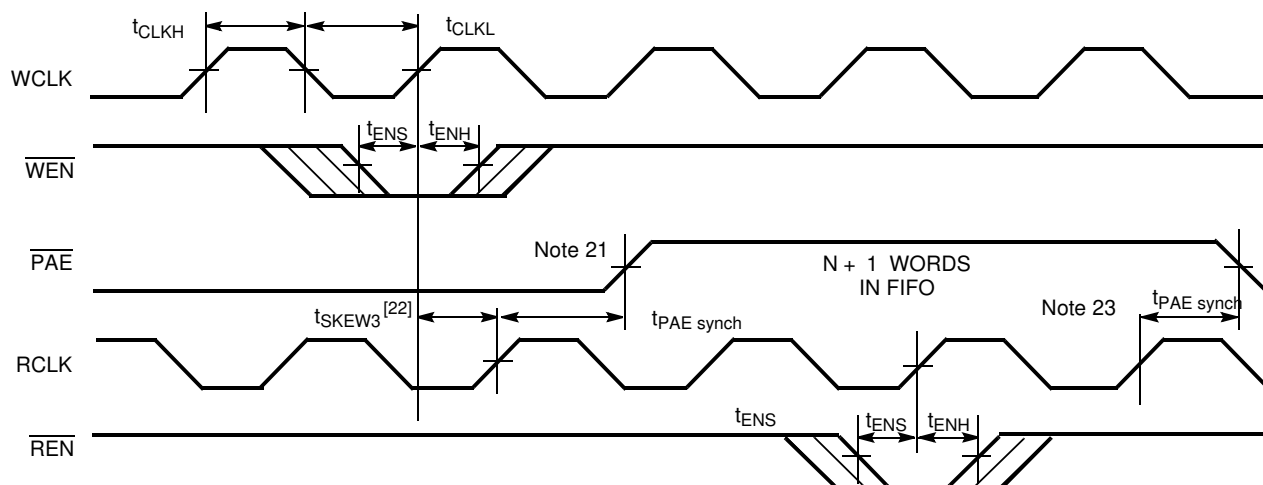 tCLKH
tCLKL
WCLK
tENS
tENH
WEN
PAE
Note 21
N + 1 WORDS
IN FIFO
tSKEW3 [22]
tPAE synch
Note 23
tPAE synch
RCLK
tENS
tENS
tENH
REN